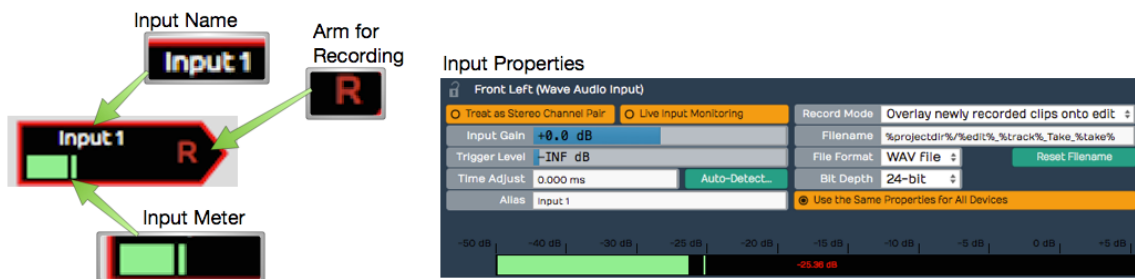 Input Name
Input 1
Arm for
Recording
R
Input 1
R
Input Meter
Input Properties
Front Left (Wave Audio Input)
Treat as Stereo Channel Pair
Live Input Monitoring
Record Mode
Overlay newly recorded clips onto edit
Input Gain
+0.0 dB
Filename
%projectdir%/%edit%_%track%_Take_%take%
Trigger Level
-INF dB
File Format
WAV file
Reset Filename
Time Adjust
0.000 ms
Auto-Detect...
Bit Depth
24-bit
Alias
Input 1
Use the Same Properties for All Devices
-50 dB -40 dB -30 dB -25 dB -20 dB -15 dB -10 dB -5 dB 0 dB +5 dB
-25.36 dB